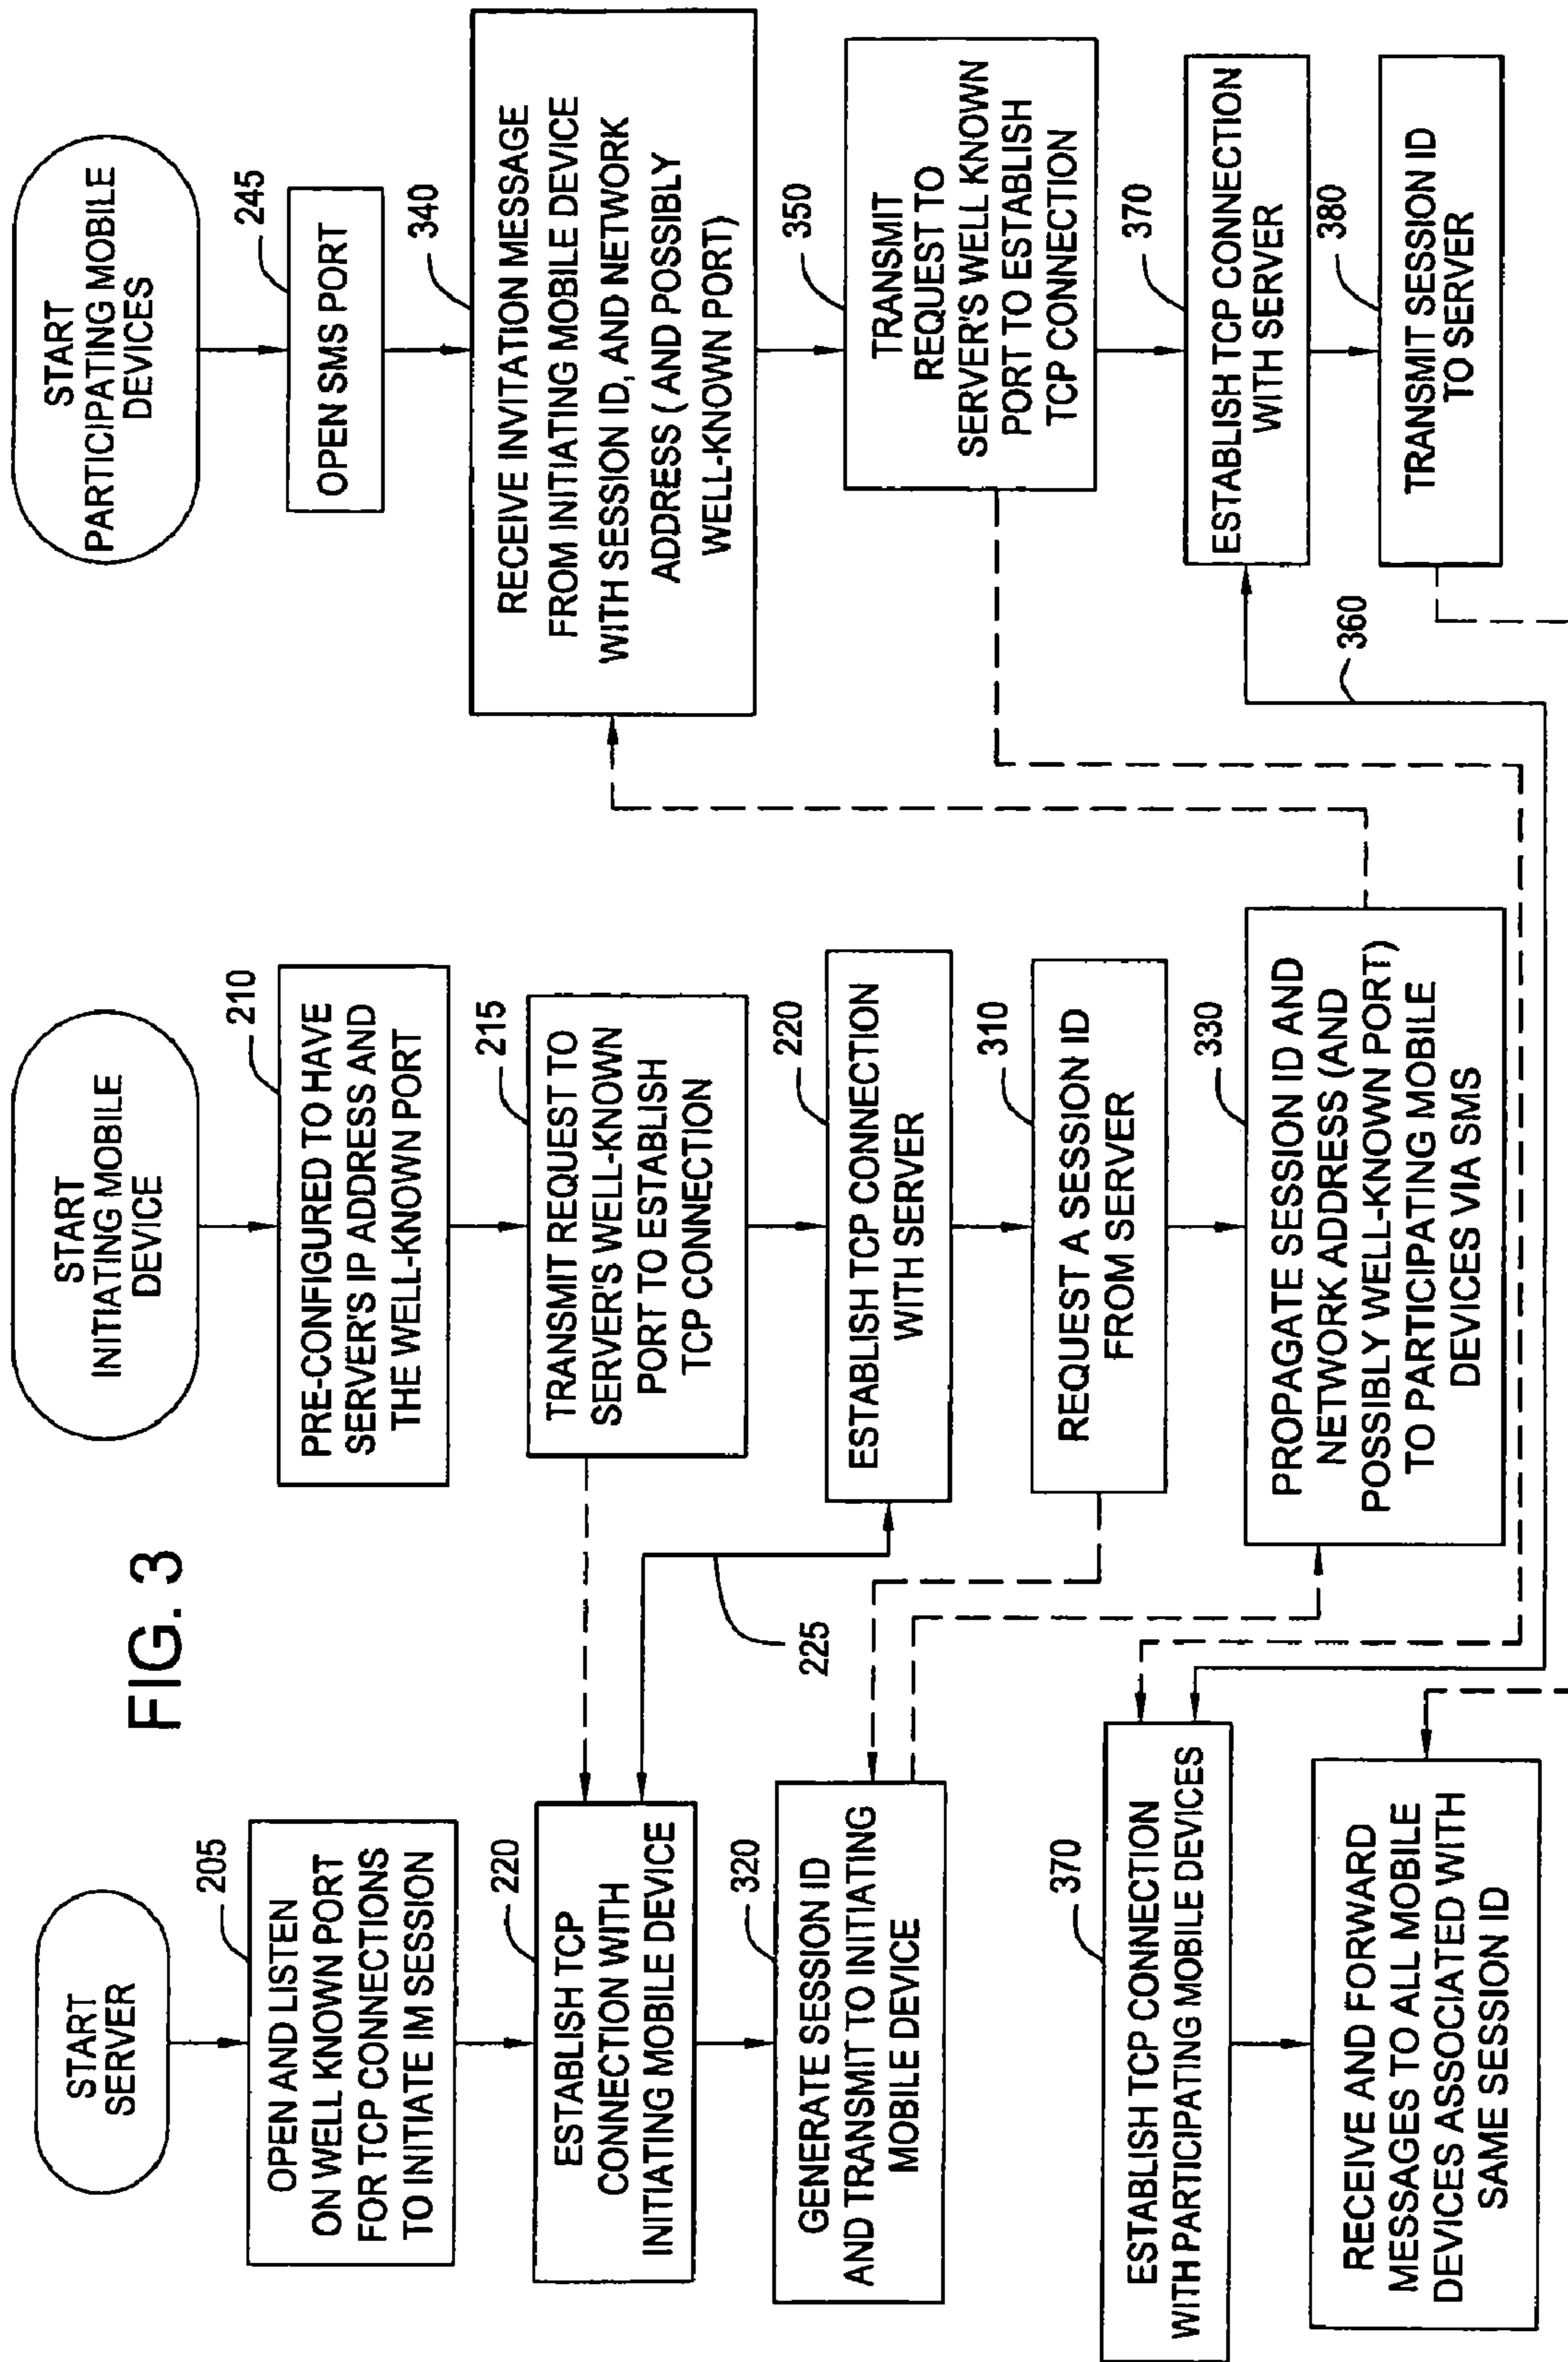 FIG. 3
START
SERVER
205
OPEN AND LISTEN
ON WELL KNOWN PORT
FOR TCP CONNECTIONS
TO INITIATE IM SESSION
220
ESTABLISH TCP
CONNECTION WITH
INITIATING MOBILE DEVICE
320
GENERATE SESSION ID
AND TRANSMIT TO INITIATING
MOBILE DEVICE
370
ESTABLISH TCP CONNECTION
WITH PARTICIPATING MOBILE DEVICES
RECEIVE AND FORWARD
MESSAGES TO ALL MOBILE
DEVICES ASSOCIATED WITH
SAME SESSION ID
225
START
INITIATING MOBILE
DEVICE
210
PRE-CONFIGURED TO HAVE
SERVER'S IP ADDRESS AND
THE WELL-KNOWN PORT
215
TRANSMIT REQUEST TO
SERVER'S WELL-KNOWN
PORT TO ESTABLISH
TCP CONNECTION
220
ESTABLISH TCP CONNECTION
WITH SERVER
310
REQUEST A SESSION ID
FROM SERVER
330
PROPAGATE SESSION ID AND
NETWORK ADDRESS (AND
POSSIBLY WELL-KNOWN PORT)
TO PARTICIPATING MOBILE
DEVICES VIA SMS
START
PARTICIPATING MOBILE
DEVICES
245
OPEN SMS PORT
340
RECEIVE INVITATION MESSAGE
FROM INITIATING MOBILE DEVICE
WITH SESSION ID, AND NETWORK
ADDRESS ( AND POSSIBLY
WELL-KNOWN PORT)
350
TRANSMIT
REQUEST TO
SERVER'S WELL KNOWN
PORT TO ESTABLISH
TCP CONNECTION
370
ESTABLISH TCP CONNECTION
WITH SERVER
380
TRANSMIT SESSION ID
TO SERVER
360